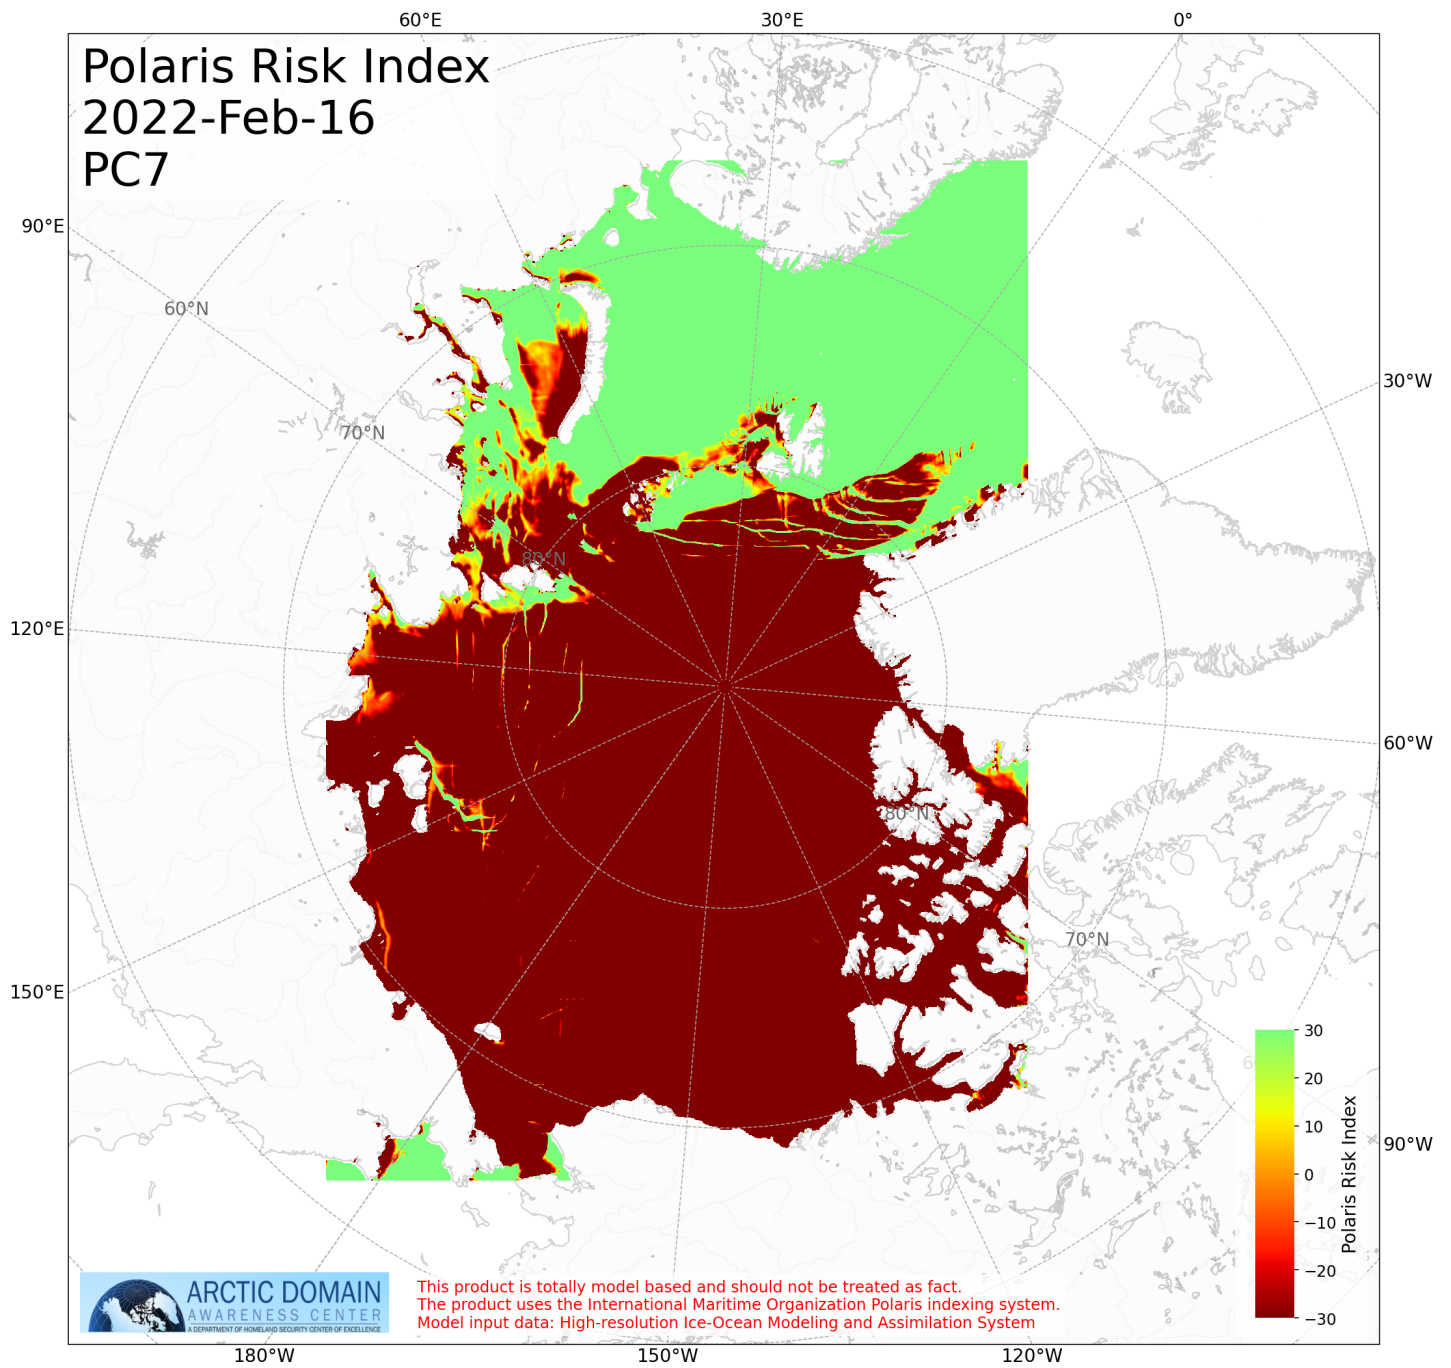 60°E
30°E
0°
Polaris Risk Index
2022-Feb-16
PC7
90°E
60°N
30°W
70°N
80°N
120°E
60°W
80°N
70°N
150°E
30
20
10
0
−10
−20
−30
Polaris Risk Index
90°W
ARCTIC DOMAIN
AWARENESS CENTER
A DEPARTMENT OF HOMELAND SECURITY CENTER OF EXCELLENCE
This product is totally model based and should not be treated as fact.
The product uses the International Maritime Organization Polaris indexing system.
Model input data: High-resolution Ice-Ocean Modeling and Assimilation System
180°W
150°W
120°W